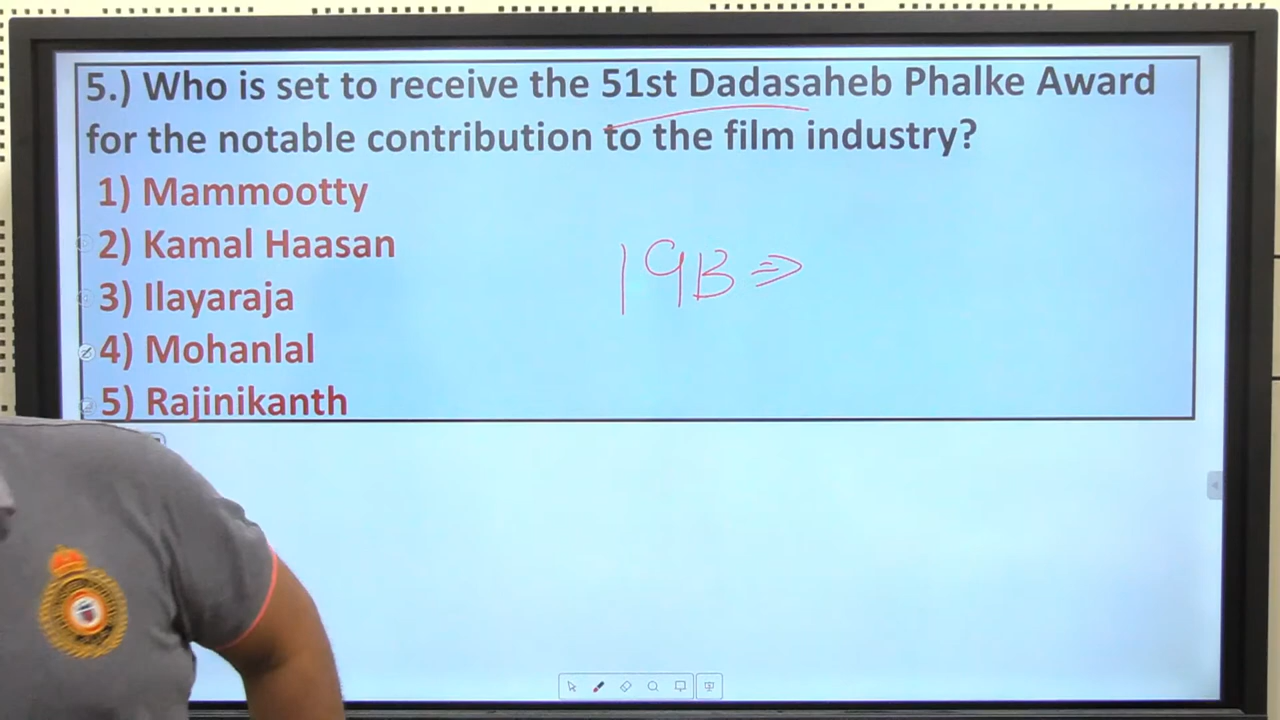 5.) Who is set to receive the 51st Dadasaheb Phalke Award
for the notable contribution to the film industry?
1) Mammootty
2) Kamal Haasan
3) Ilayaraja
4) Mohanlal
5) Rajinikanth
19B ⇒